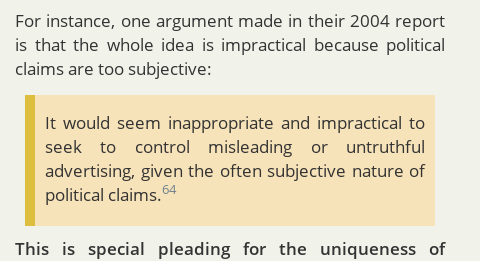 For instance, one argument made in their 2004 report
is that the whole idea is impractical because political
claims are too subjective:
It would seem inappropriate and impractical to
seek to control misleading or untruthful
advertising, given the often subjective nature of
political claims.64
This is special pleading for the uniqueness of